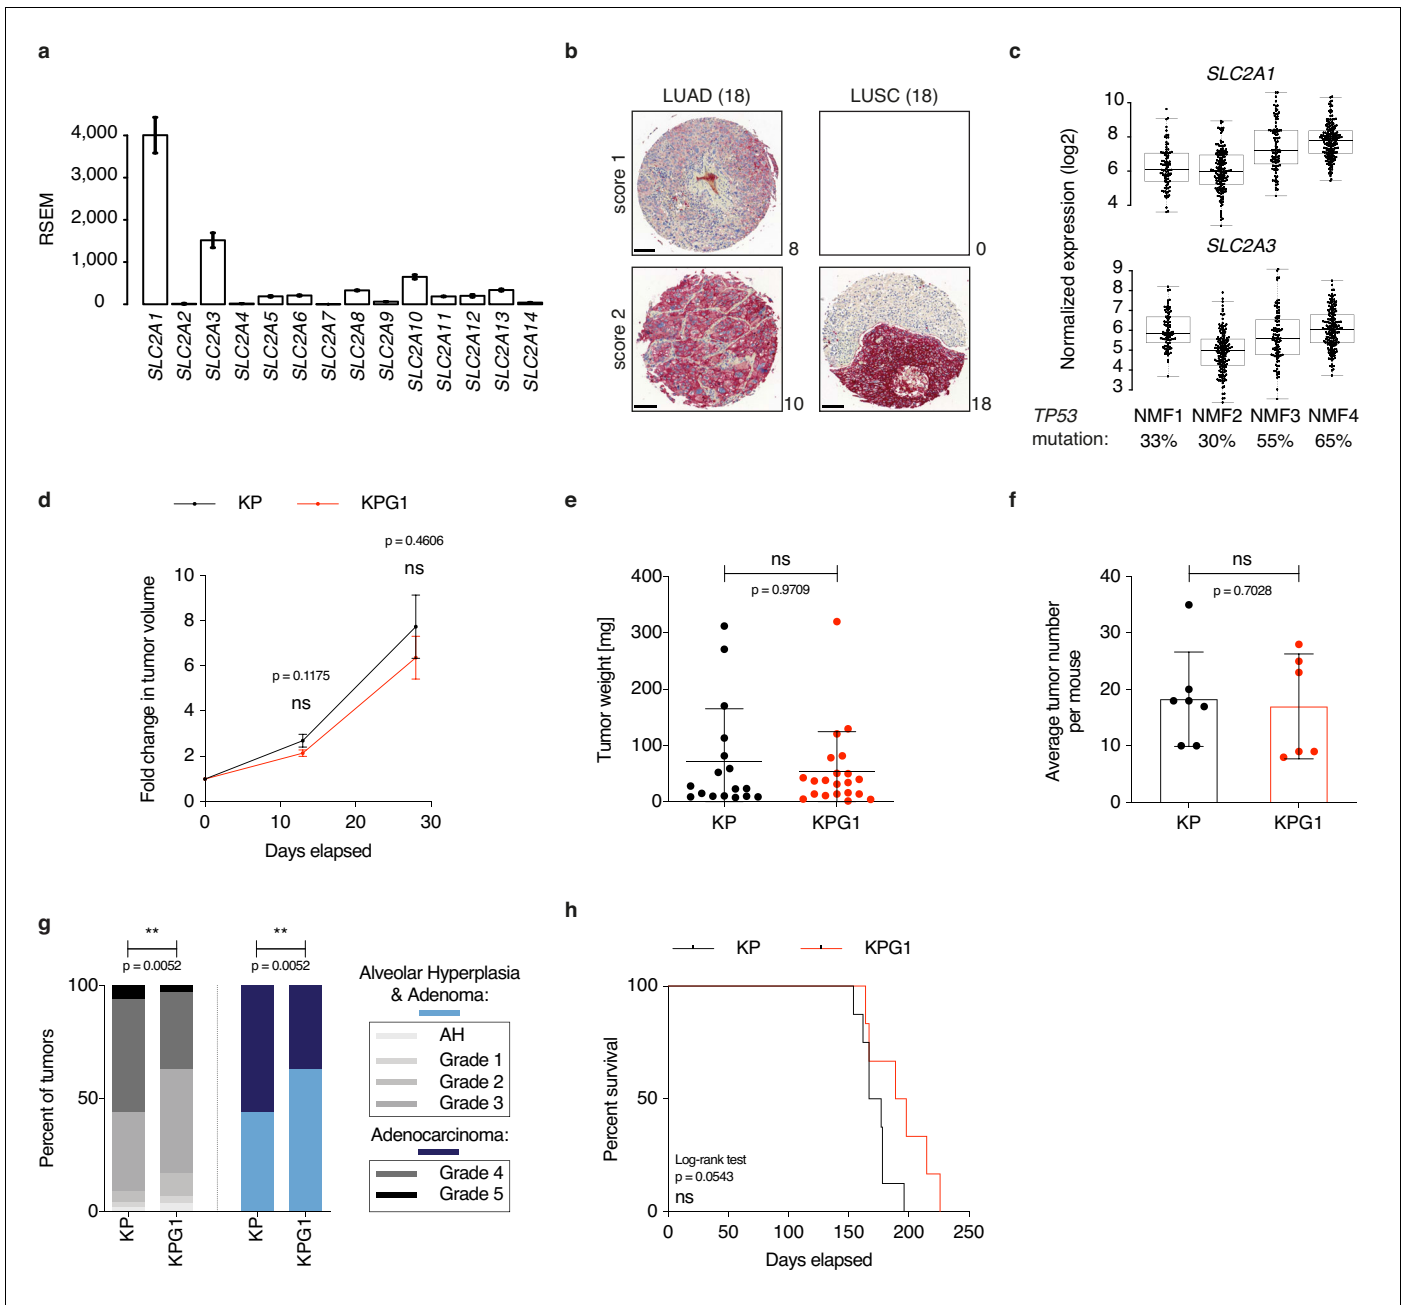 a
RSEM
4,000
3,000
2,000
1,000
0
SLC2A1
SLC2A2
SLC2A3
SLC2A4
SLC2A5
SLC2A6
SLC2A7
SLC2A8
SLC2A9
SLC2A10
SLC2A11
SLC2A12
SLC2A13
SLC2A14
b
LUAD (18)
LUSC (18)
score 1
8
0
score 2
10
18
c
SLC2A1
Normalized expression (log2)
10
8
6
4
SLC2A3
9
8
7
6
5
4
3
TP53 NMF1 NMF2 NMF3 NMF4
mutation: 33% 30% 55% 65%
d
KP
KPG1
p = 0.4606
ns
p = 0.1175
ns
Fold change in tumor volume
10
8
6
4
2
0
0 10 20 30
Days elapsed
e
ns
p = 0.9709
Tumor weight [mg]
400
300
200
100
0
KP KPG1
f
ns
p = 0.7028
Average tumor number
per mouse
40
30
20
10
0
KP KPG1
g
**
p = 0.0052
**
p = 0.0052
Percent of tumors
100
50
0
KP
KPG1
KP
KPG1
Alveolar Hyperplasia
& Adenoma:
AH
Grade 1
Grade 2
Grade 3
Adenocarcinoma:
Grade 4
Grade 5
h
KP
KPG1
Percent survival
100
50
0
Log-rank test
p = 0.0543
ns
0 50 100 150 200 250
Days elapsed